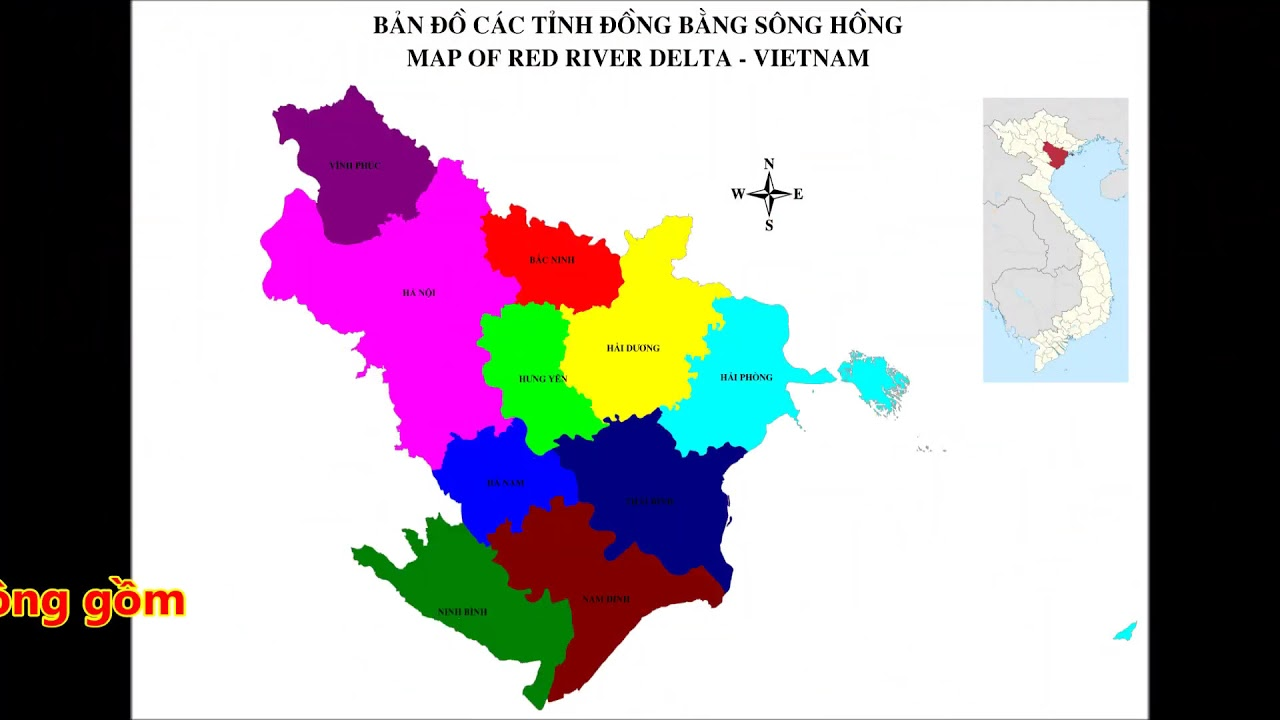 BẢN ĐỒ CÁC TỈNH ĐỒNG BẰNG SÔNG HỒNG
MAP OF RED RIVER DELTA - VIETNAM
VĨNH PHÚC
N
W E
S
BẮC NINH
HÀ NỘI
HẢI DƯƠNG
HƯNG YÊN
HẢI PHÒNG
HÀ NAM
THÁI BÌNH
ông gồm
NAM ĐỊNH
NINH BÌNH